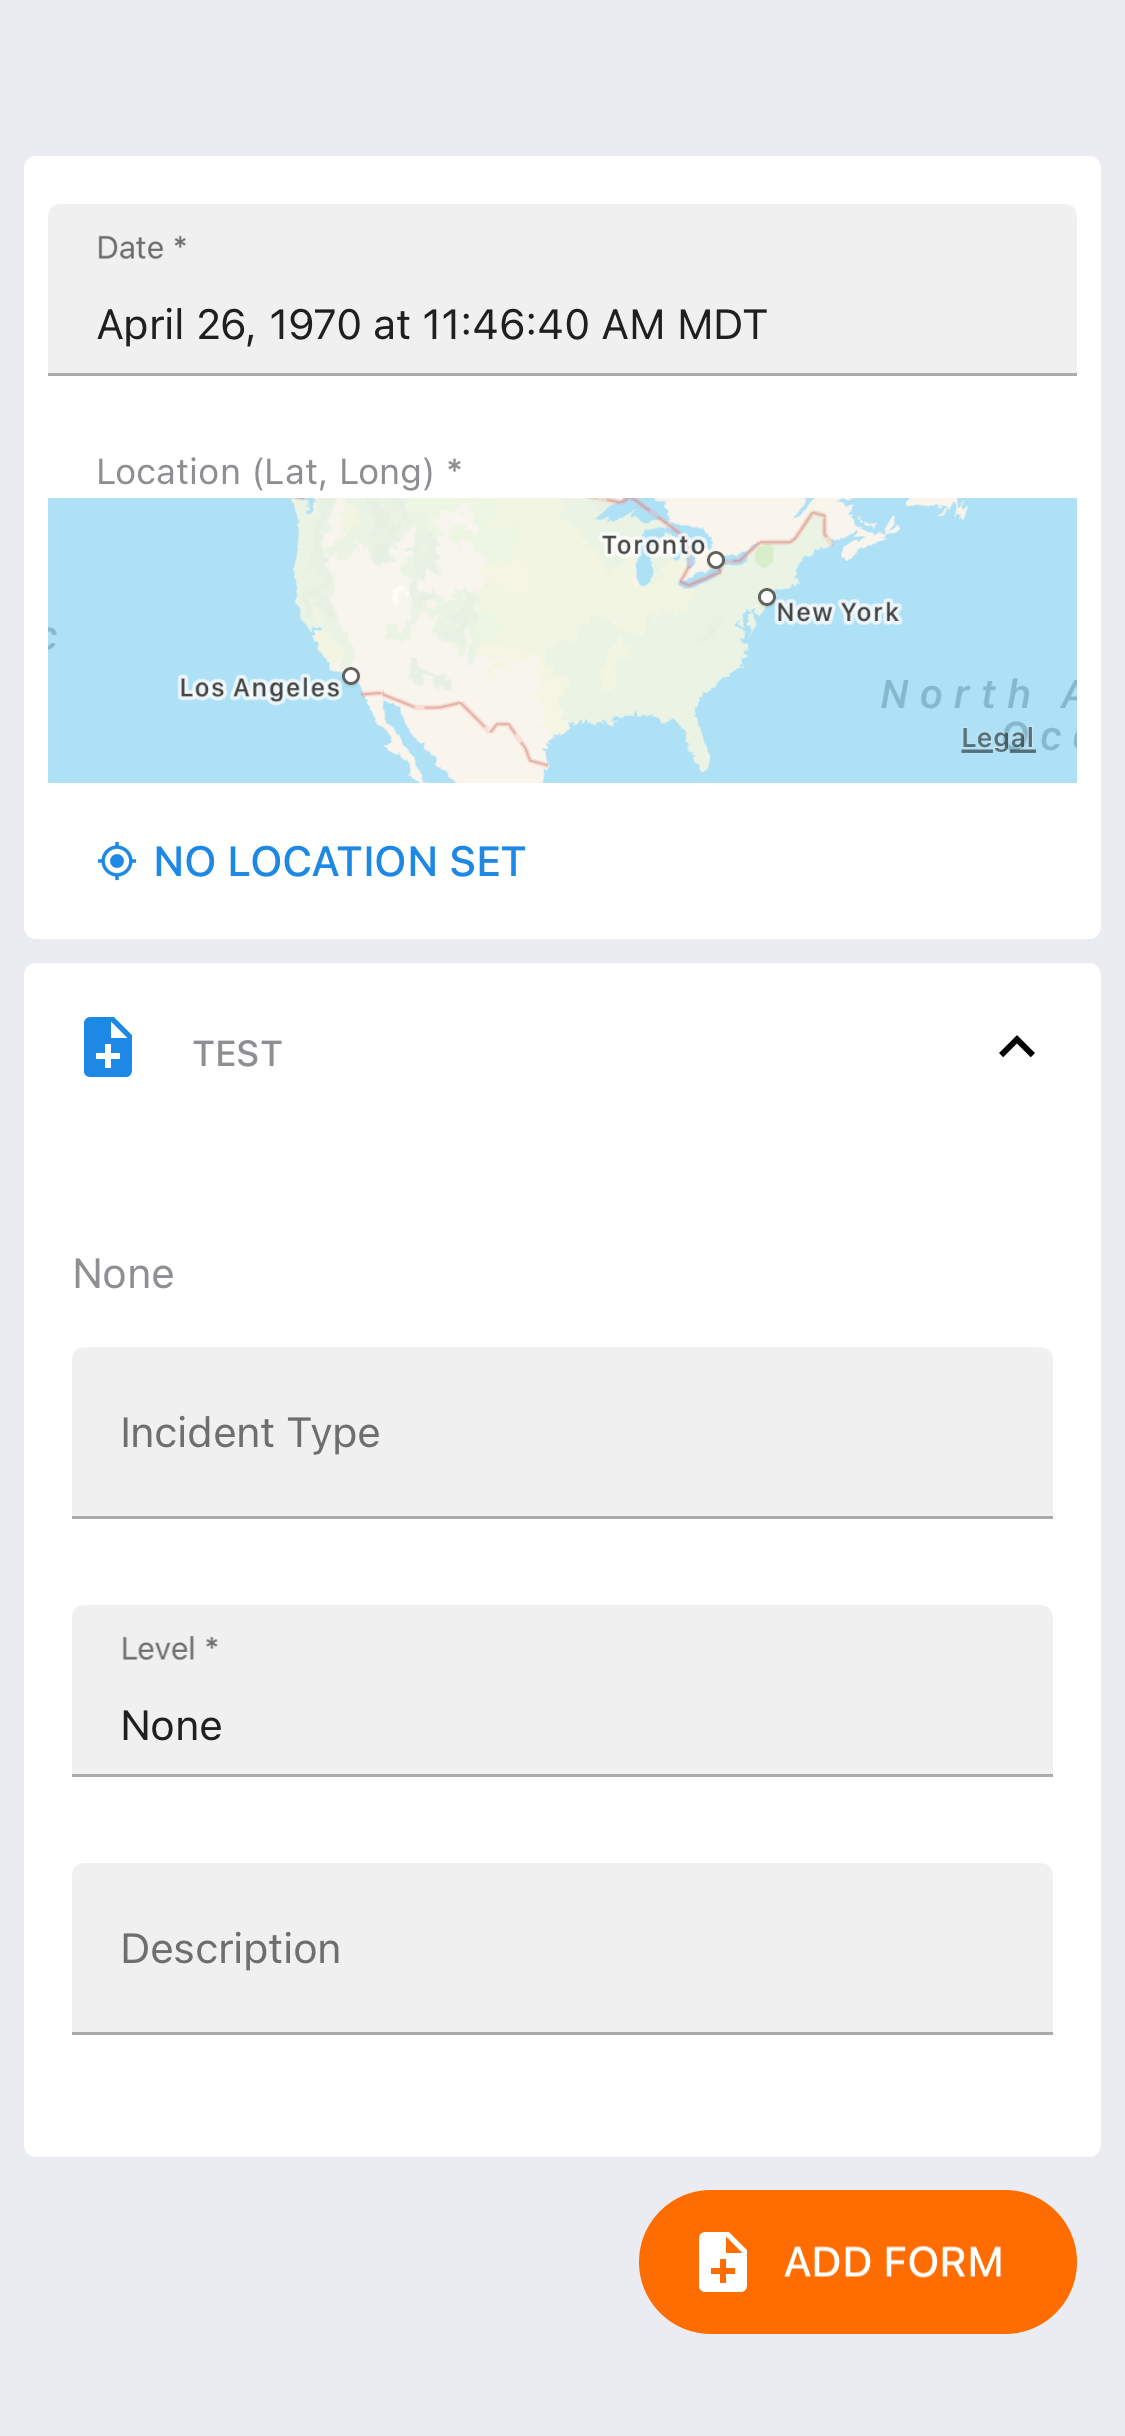 Date *
April 26, 1970 at 11:46:40 AM MDT
Location (Lat, Long) *
Toronto
New York
Los Angeles
North A
Oc
Legal
NO LOCATION SET
TEST
None
Incident Type
Level *
None
Description
ADD FORM